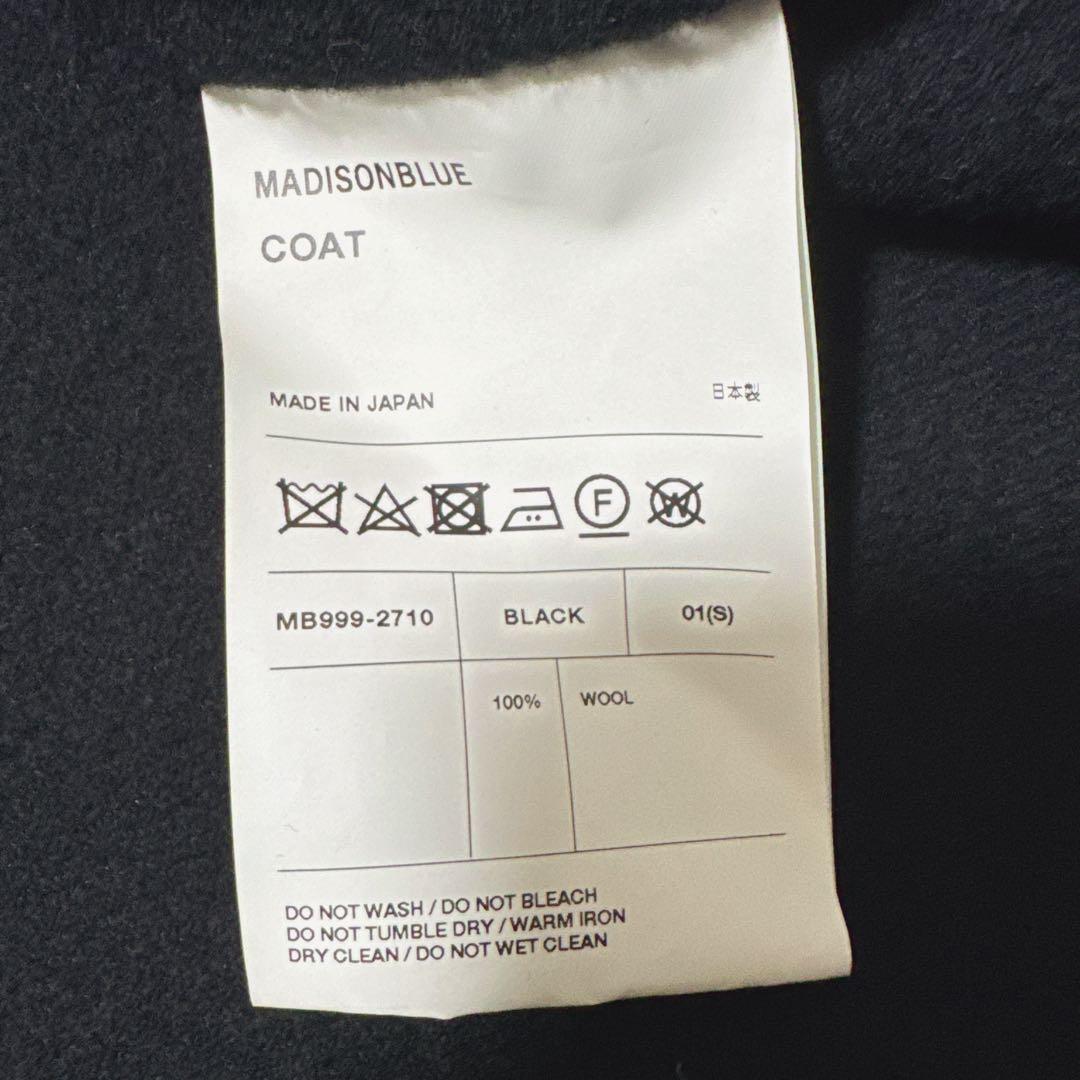 MADISONBLUE
COAT
MADE IN JAPAN 日本製
F W
MB999-2710 BLACK 01(S)
100% WOOL
DO NOT WASH / DO NOT BLEACH
DO NOT TUMBLE DRY / WARM IRON
DRY CLEAN / DO NOT WET CLEAN